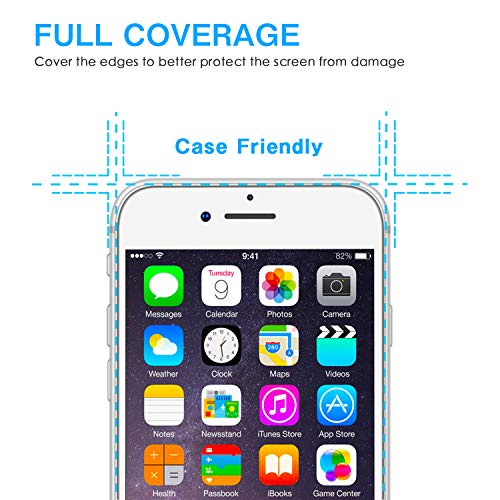 FULL COVERAGE
Cover the edges to better protect the screen from damage
Case Friendly
9:41 82%
Tuesday
9
Messages Calendar Photos Camera
280
Weather Clock Maps Videos
Notes Newsstand iTunes Store App Store
Health Passbook iBooks Game Center